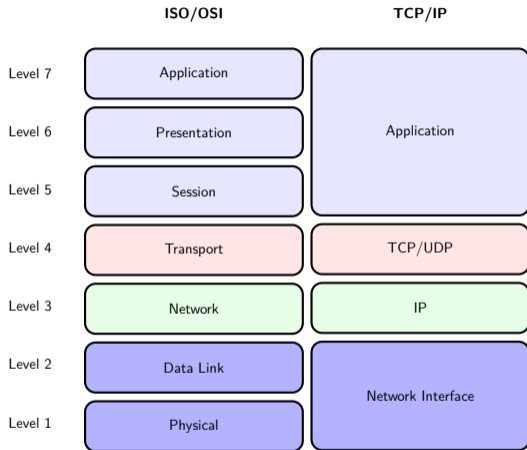 ISO/OSI TCP/IP
Level 7 Application
Level 6 Presentation Application
Level 5 Session
Level 4 Transport TCP/UDP
Level 3 Network IP
Level 2 Data Link
Network Interface
Level 1 Physical